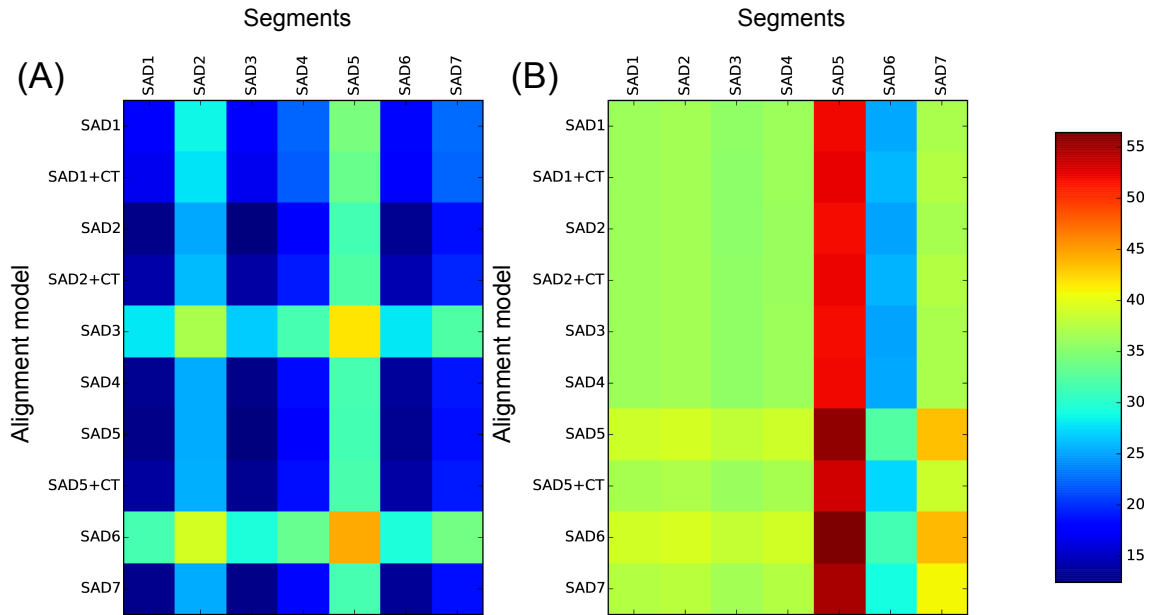 Segments
Segments
(A)
SAD1
SAD2
SAD3
SAD4
SAD5
SAD6
SAD7
(B)
SAD1
SAD2
SAD3
SAD4
SAD5
SAD6
SAD7
Alignment model
SAD1
SAD1+CT
SAD2
SAD2+CT
SAD3
SAD4
SAD5
SAD5+CT
SAD6
SAD7
Alignment model
SAD1
SAD1+CT
SAD2
SAD2+CT
SAD3
SAD4
SAD5
SAD5+CT
SAD6
SAD7
55
50
45
40
35
30
25
20
15